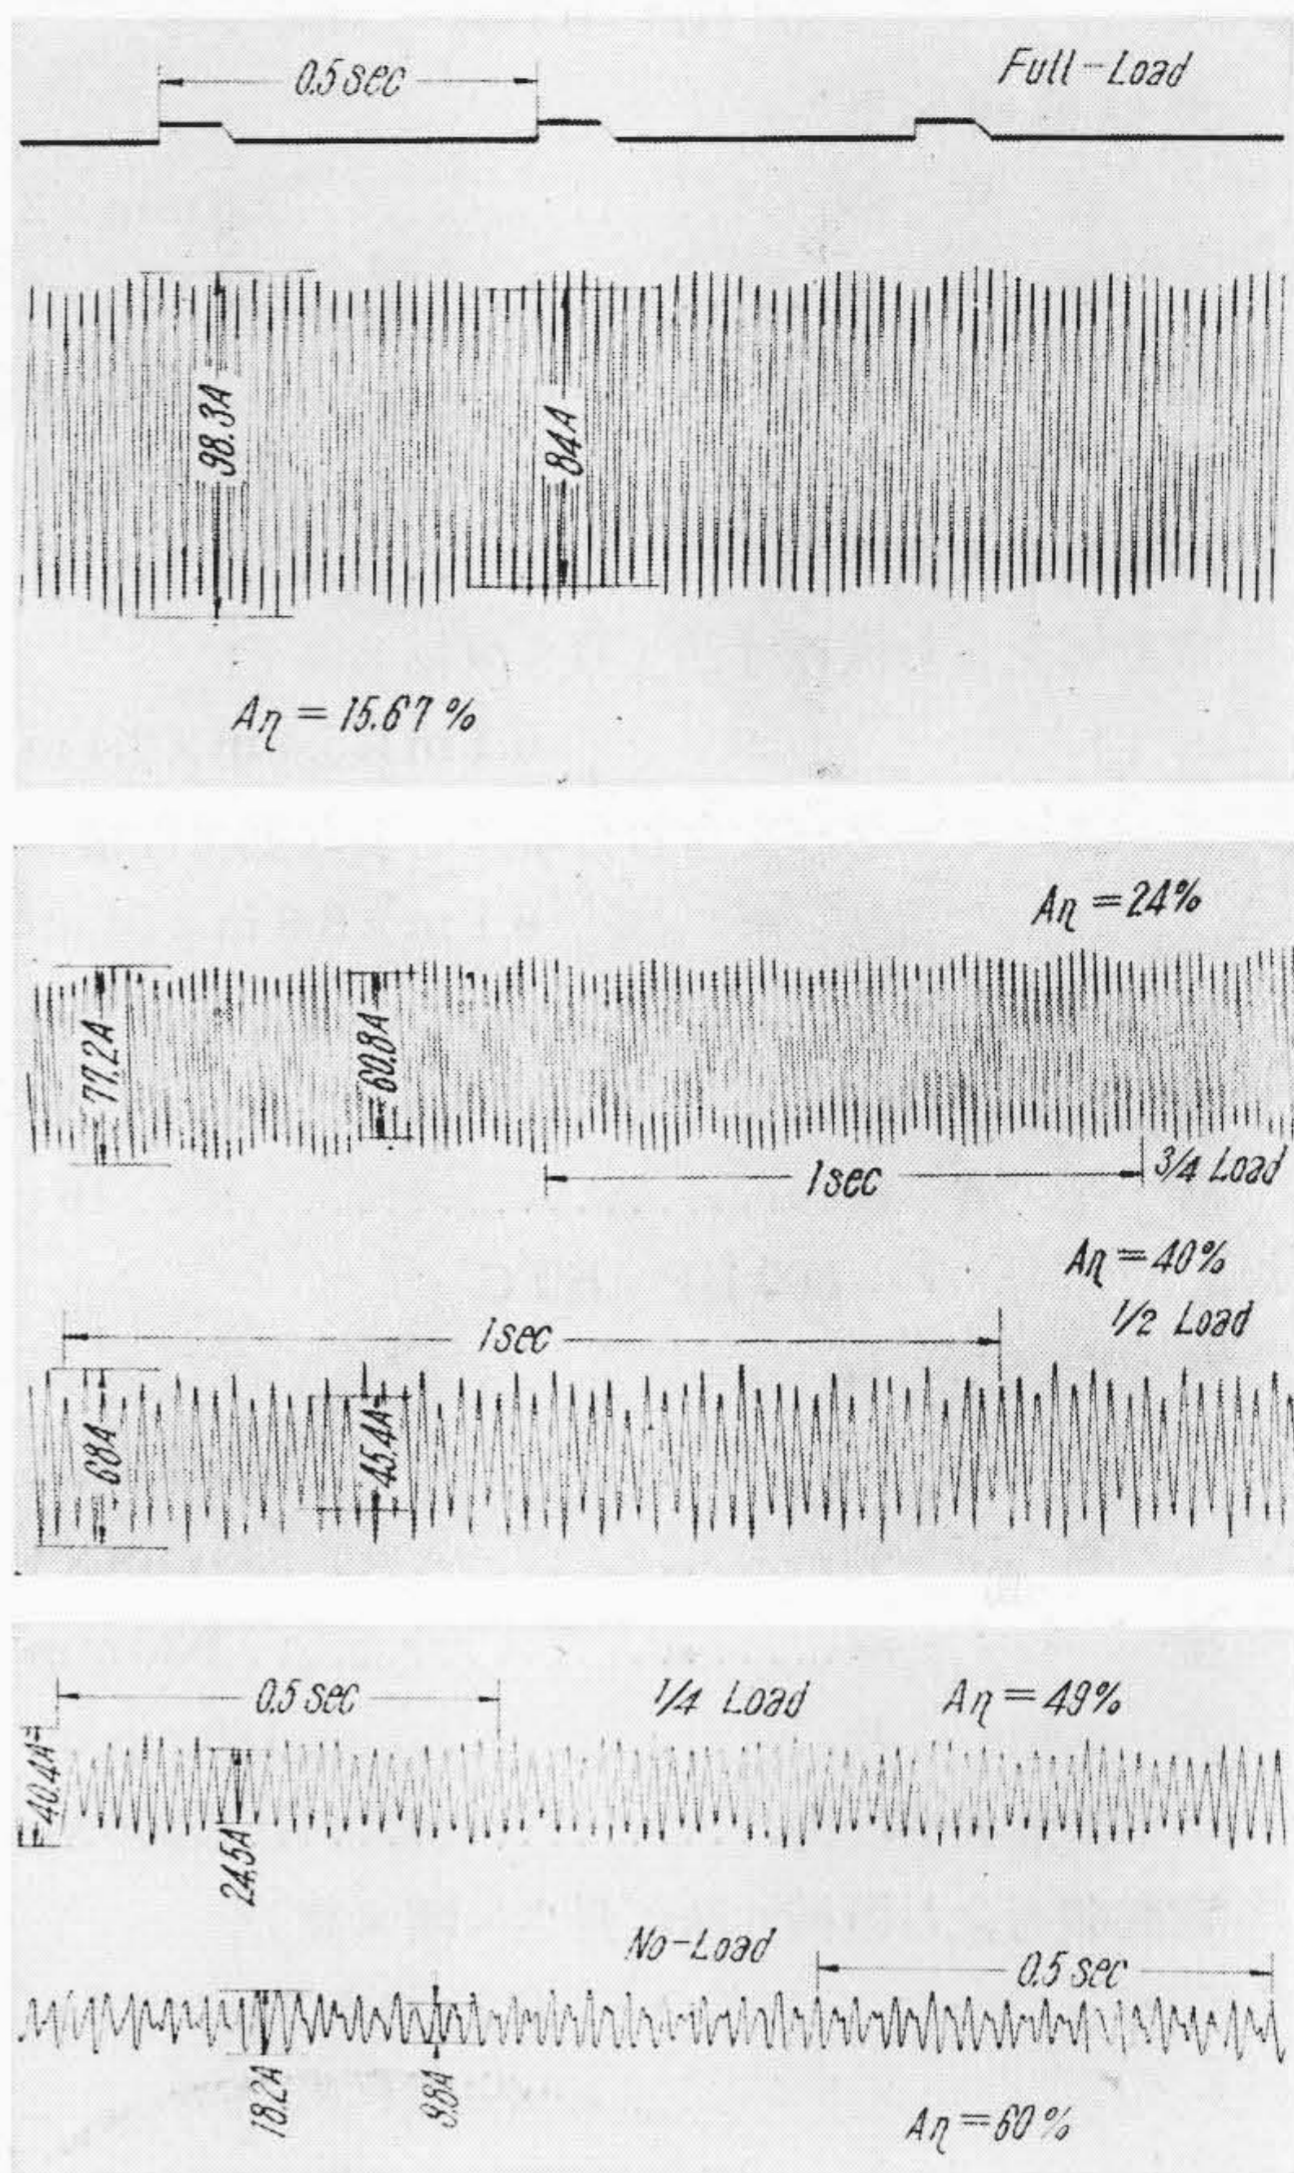 0.5 sec
Full-Load
98.3A
84A
Aη = 15.67 %
Aη = 24%
77.2A
60.8A
1 sec
3/4 Load
Aη = 40%
1/2 Load
1 sec
68A
45.4A
0.5 sec
1/4 Load
Aη = 49%
40.4A
24.5A
No-Load
0.5 sec
18.2A
9.8A
Aη = 60%